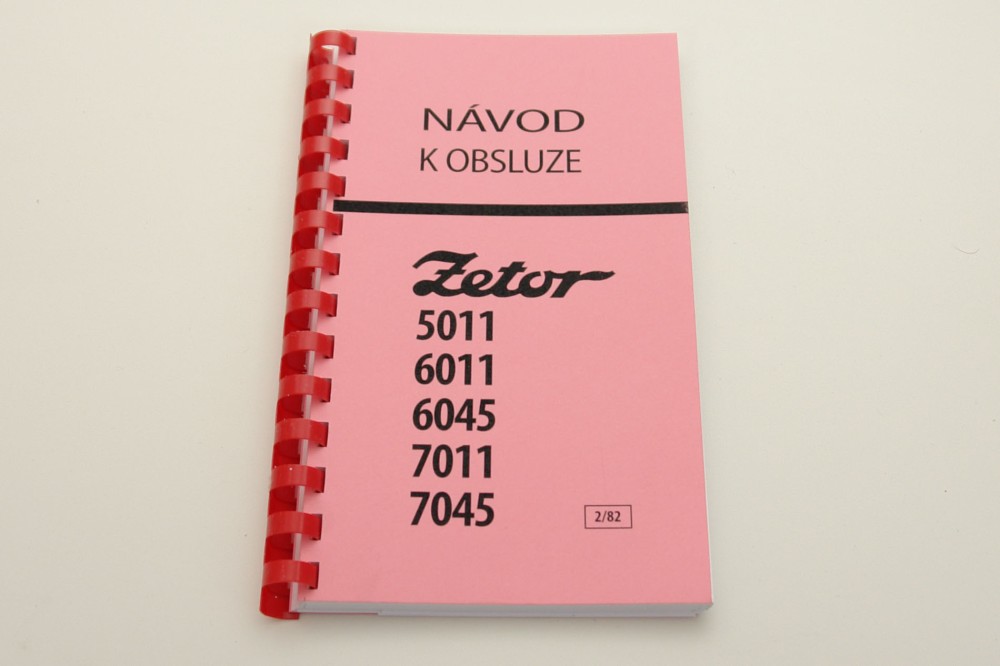 NÁVOD
K OBSLUZE
Zetor
5011
6011
6045
7011
7045
2/82